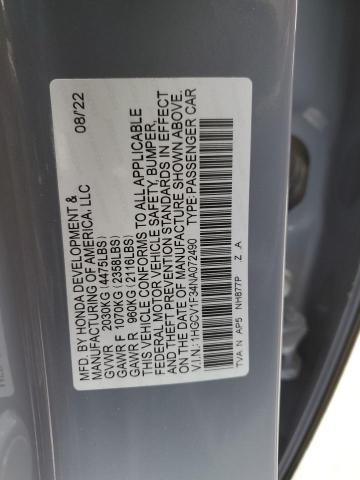 MFD. BY HONDA DEVELOPMENT &
MANUFACTURING OF AMERICA, LLC 08/22
GVWR 2030KG (4475LBS)
GAWR F 1070KG (2358LBS)
GAWR R 960KG (2116LBS)
THIS VEHICLE CONFORMS TO ALL APPLICABLE
FEDERAL MOTOR VEHICLE SAFETY, BUMPER,
AND THEFT PREVENTION STANDARDS IN EFFECT
ON THE DATE OF MANUFACTURE SHOWN ABOVE.
V.I.N.: 1HGCV1F34NA072490 TYPE: PASSENGER CAR
TVA N AP5 NH877P Z A